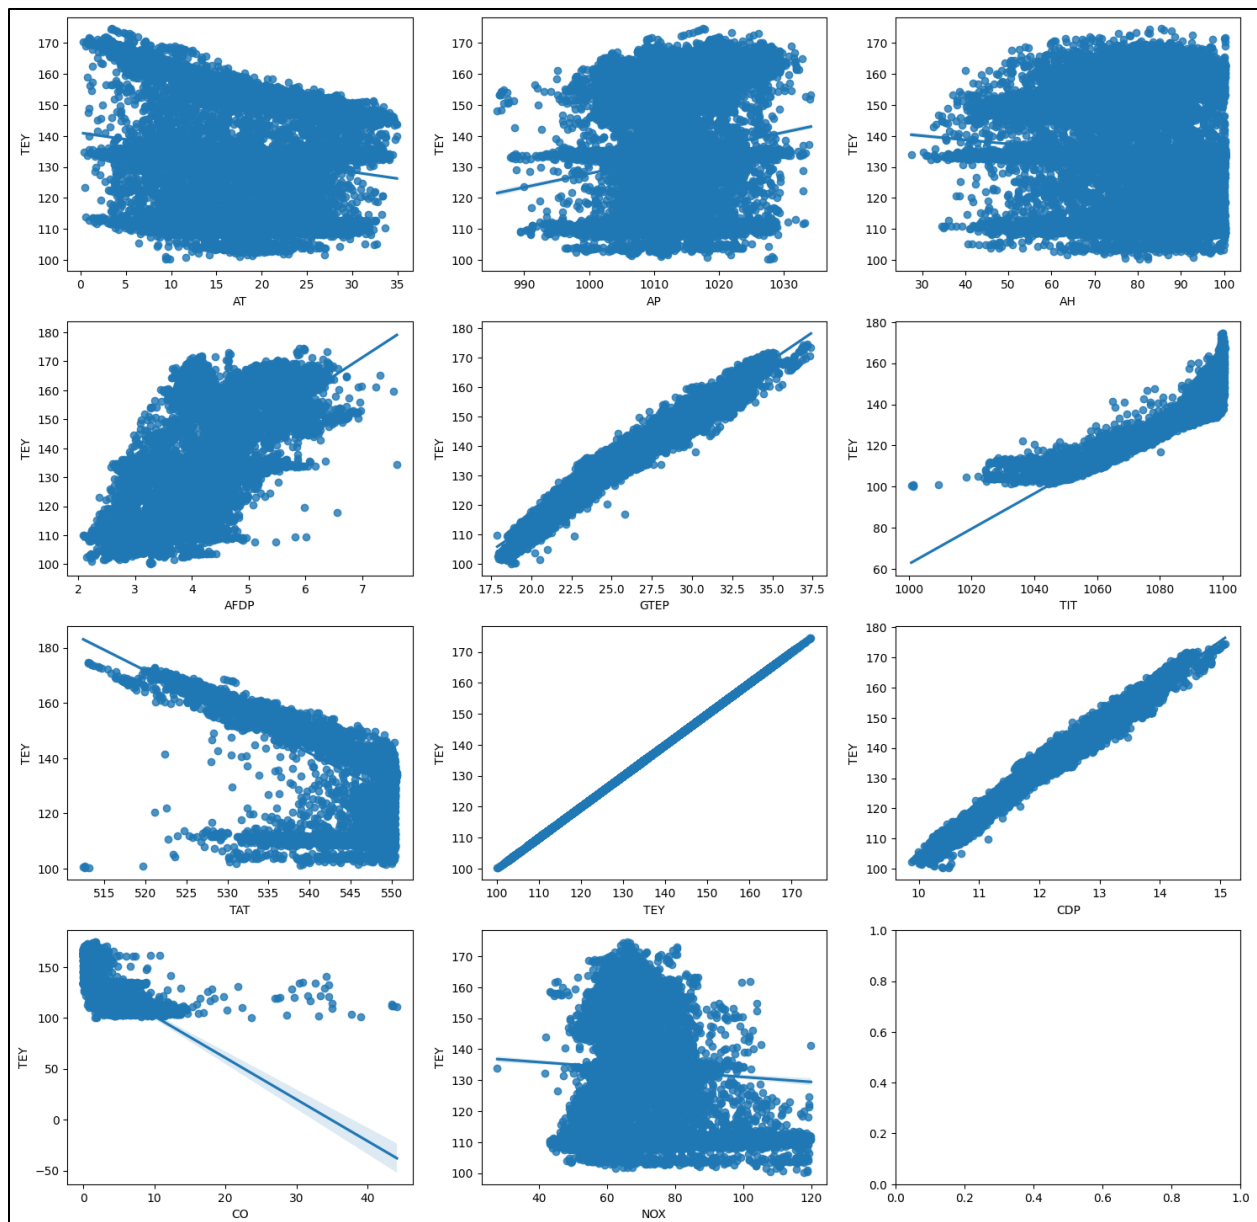 170
160
150
140
130
120
110
100
TEY
0 5 10 15 20 25 30 35
AT
170
160
150
140
130
120
110
100
TEY
990 1000 1010 1020 1030
AP
170
160
150
140
130
120
110
100
TEY
30 40 50 60 70 80 90 100
AH
180
170
160
150
140
130
120
110
100
TEY
2 3 4 5 6 7
AFDP
180
170
160
150
140
130
120
110
100
TEY
17.5 20.0 22.5 25.0 27.5 30.0 32.5 35.0 37.5
GTEP
180
160
140
120
100
80
60
TEY
1000 1020 1040 1060 1080 1100
TIT
180
160
140
120
100
TEY
515 520 525 530 535 540 545 550
TAT
170
160
150
140
130
120
110
100
TEY
100 110 120 130 140 150 160 170
TEY
180
170
160
150
140
130
120
110
100
TEY
10 11 12 13 14 15
CDP
150
100
50
0
−50
TEY
0 10 20 30 40
CO
170
160
150
140
130
120
110
100
TEY
40 60 80 100 120
NOX
1.0
0.8
0.6
0.4
0.2
0.0
0.0 0.2 0.4 0.6 0.8 1.0